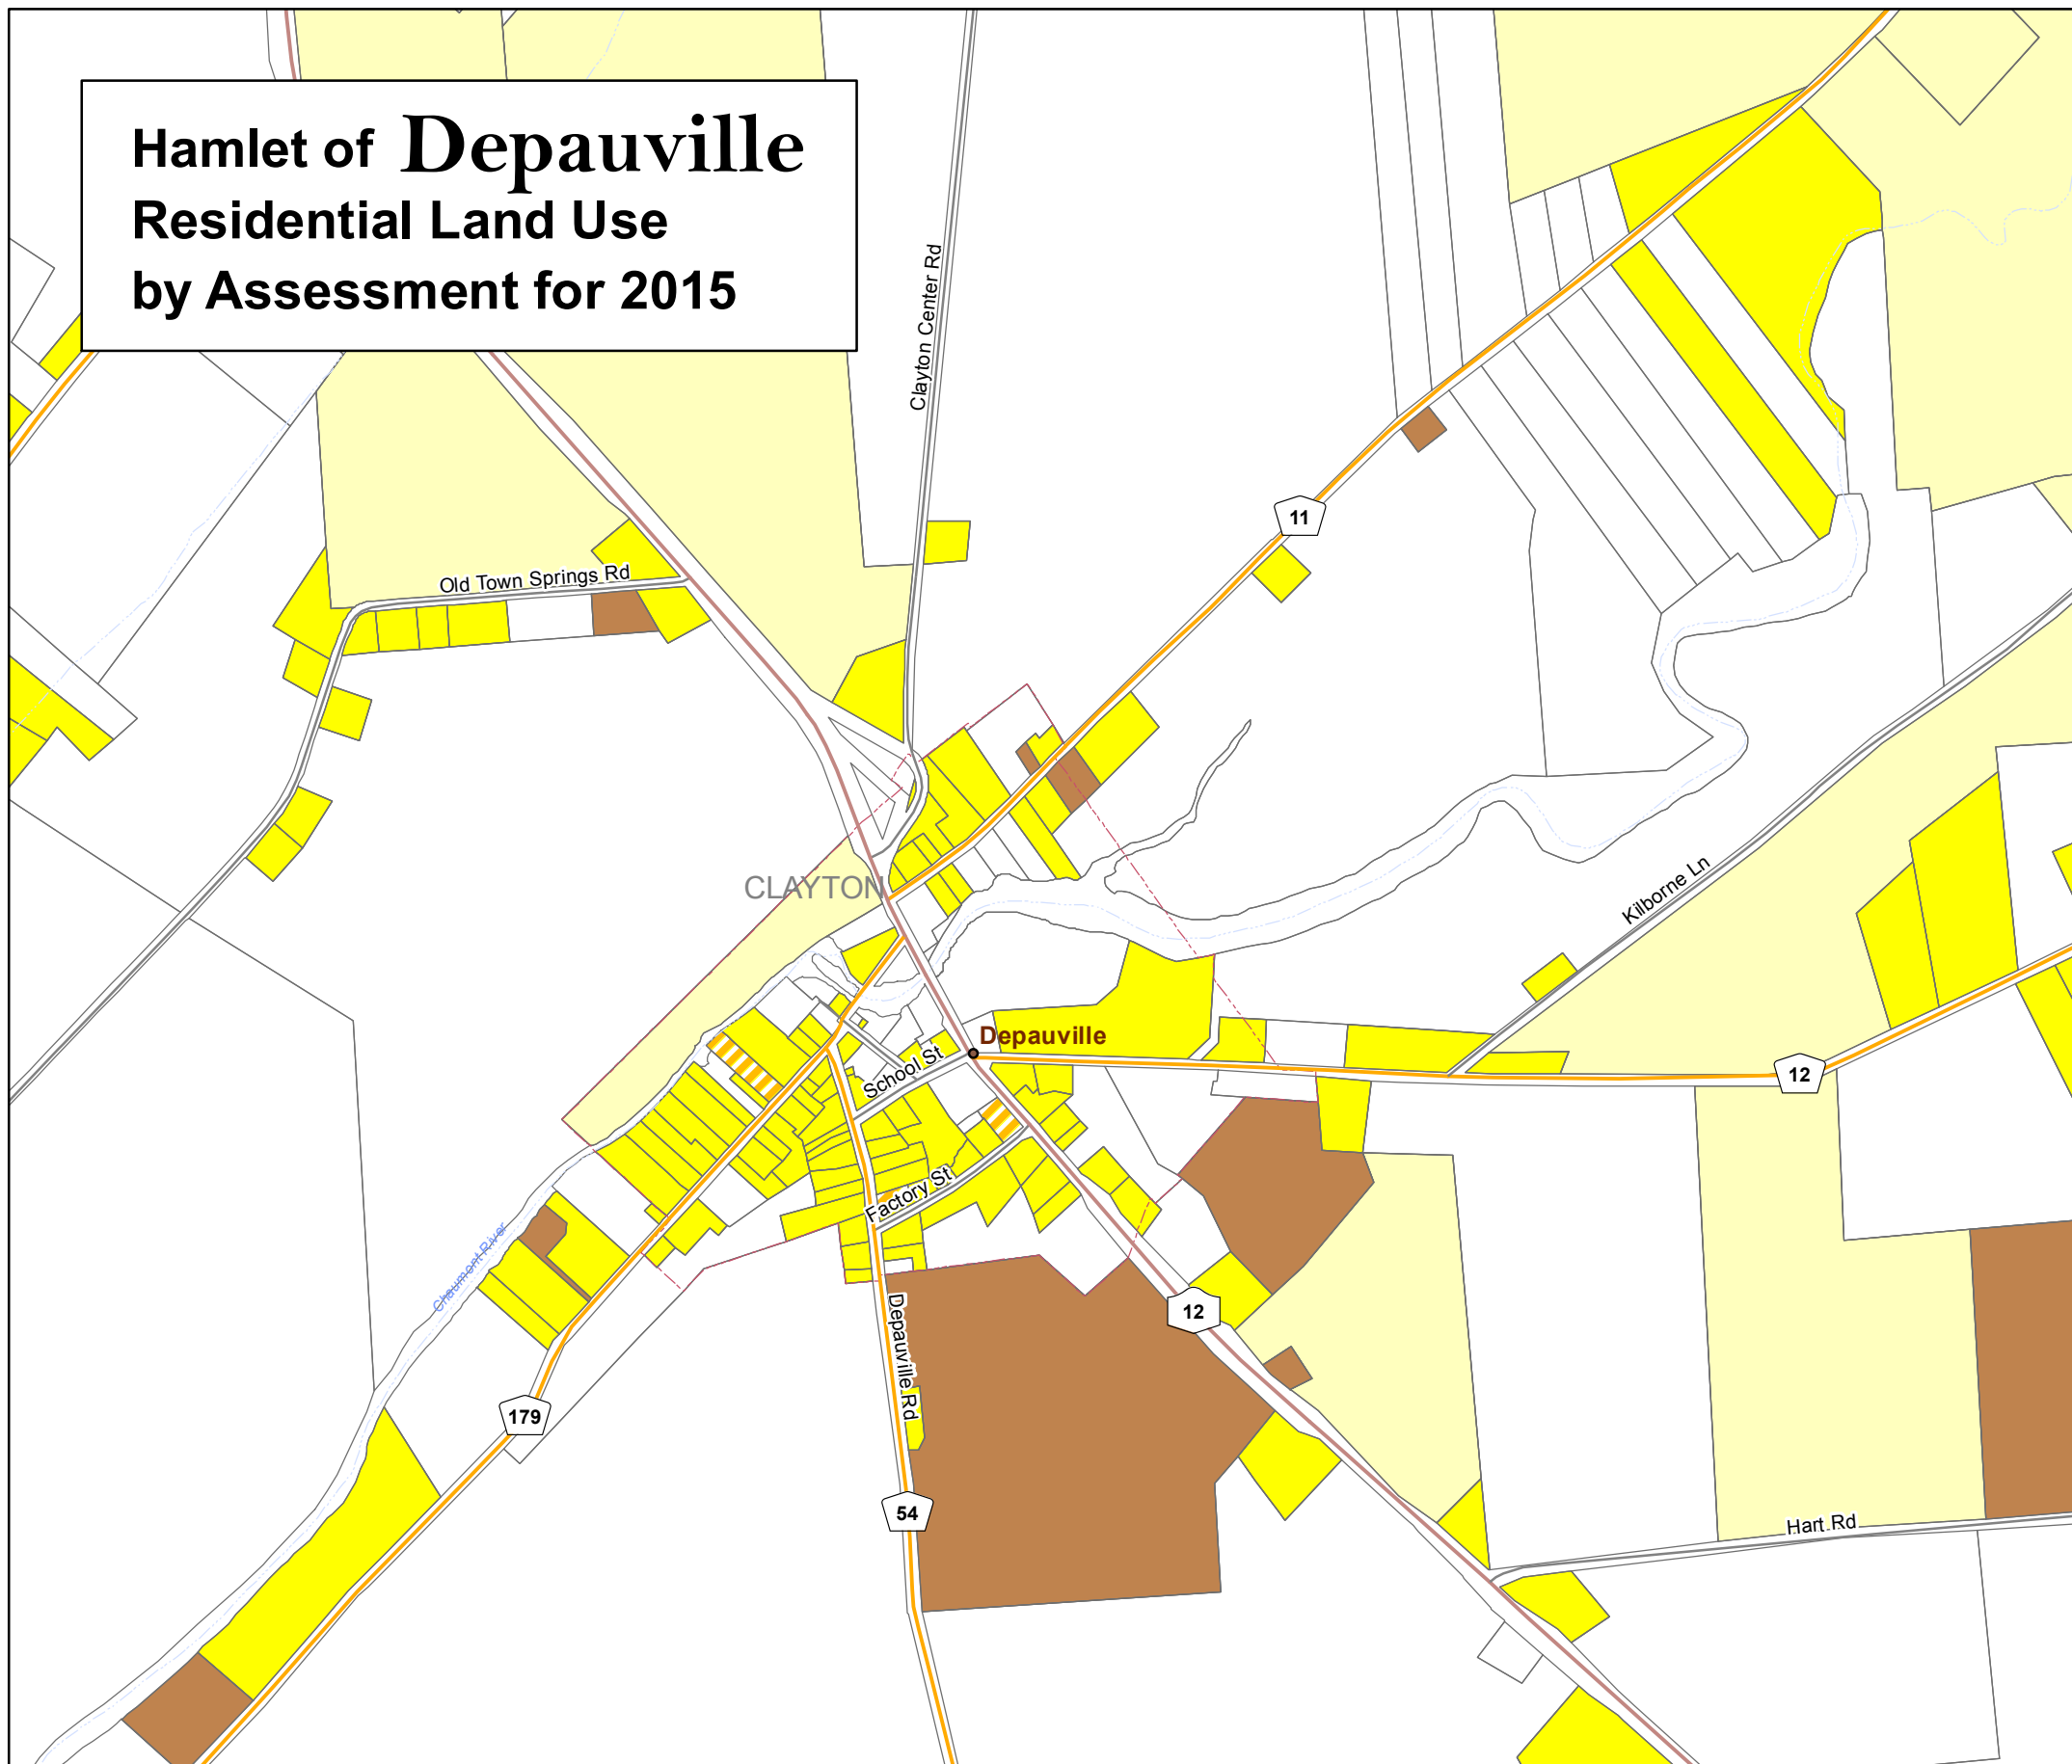 Hamlet of Depauville
Residential Land Use
by Assessment for 2015
Clayton Center Rd
11
Old Town Springs Rd
CLAYTON
Kilborne Ln
Depauville
School St
12
Factory St
Chaumont River
12
Depauville Rd
179
54
Hart Rd